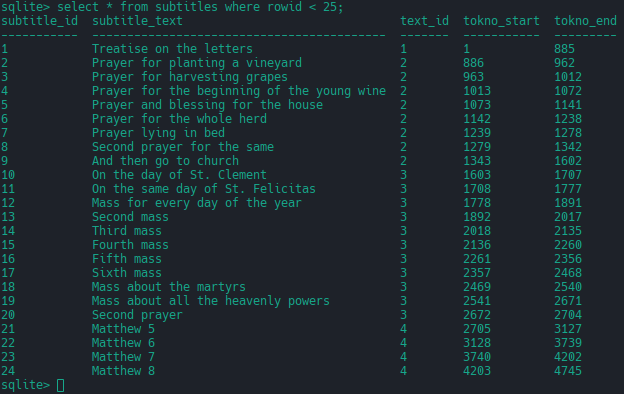 sqlite> select * from subtitles where rowid < 25;
subtitle_id  subtitle_text                            text_id  tokno_start  tokno_end
-----------  ---------------------------------------  -------  -----------  ---------
1            Treatise on the letters                  1        1            885
2            Prayer for planting a vineyard           2        886          962
3            Prayer for harvesting grapes             2        963          1012
4            Prayer for the beginning of the young wine  2        1013         1072
5            Prayer and blessing for the house        2        1073         1141
6            Prayer for the whole herd                2        1142         1238
7            Prayer lying in bed                      2        1239         1278
8            Second prayer for the same               2        1279         1342
9            And then go to church                    2        1343         1602
10           On the day of St. Clement                3        1603         1707
11           On the same day of St. Felicitas         3        1708         1777
12           Mass for every day of the year           3        1778         1891
13           Second mass                              3        1892         2017
14           Third mass                               3        2018         2135
15           Fourth mass                              3        2136         2260
16           Fifth mass                               3        2261         2356
17           Sixth mass                               3        2357         2468
18           Mass about the martyrs                   3        2469         2540
19           Mass about all the heavenly powers       3        2541         2671
20           Second prayer                            3        2672         2704
21           Matthew 5                                4        2705         3127
22           Matthew 6                                4        3128         3739
23           Matthew 7                                4        3740         4202
24           Matthew 8                                4        4203         4745
sqlite>